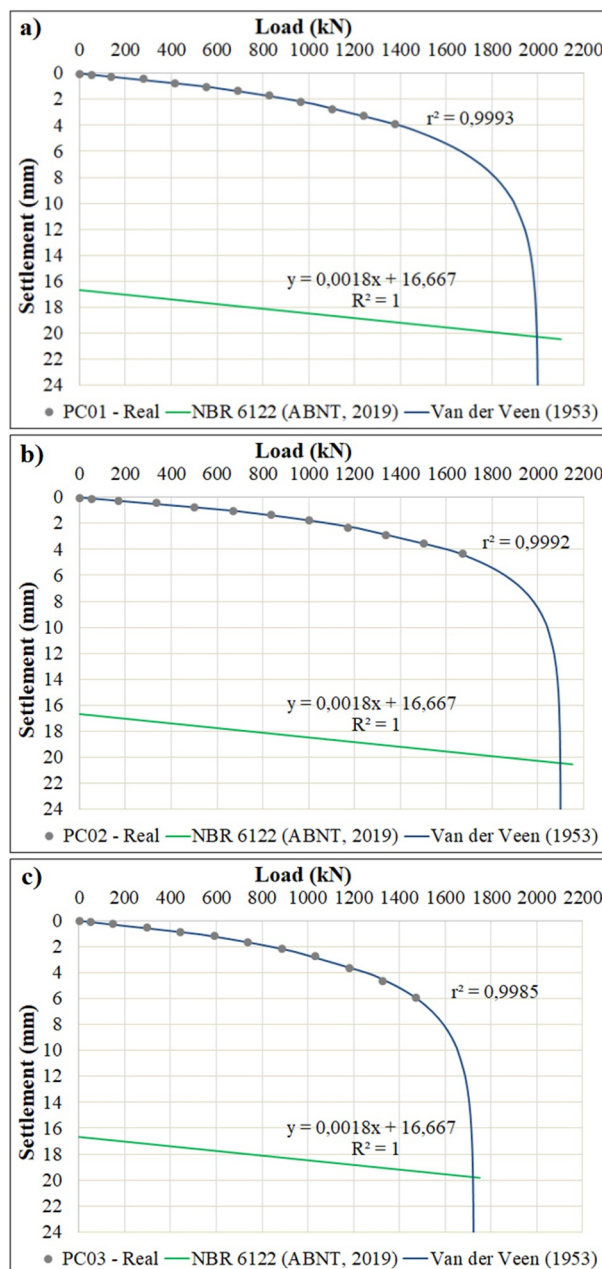 a)
Load (kN)
0 200 400 600 800 1000 1200 1400 1600 1800 2000 2200
Settlement (mm)
0
2
4
6
8
10
12
14
16
18
20
22
24
r² = 0,9993
y = 0,0018x + 16,667
R² = 1
PC01 - Real NBR 6122 (ABNT, 2019) Van der Veen (1953)
b)
Load (kN)
0 200 400 600 800 1000 1200 1400 1600 1800 2000 2200
Settlement (mm)
0
2
4
6
8
10
12
14
16
18
20
22
24
r² = 0,9992
y = 0,0018x + 16,667
R² = 1
PC02 - Real NBR 6122 (ABNT, 2019) Van der Veen (1953)
c)
Load (kN)
0 200 400 600 800 1000 1200 1400 1600 1800 2000 2200
Settlement (mm)
0
2
4
6
8
10
12
14
16
18
20
22
24
r² = 0,9985
y = 0,0018x + 16,667
R² = 1
PC03 - Real NBR 6122 (ABNT, 2019) Van der Veen (1953)